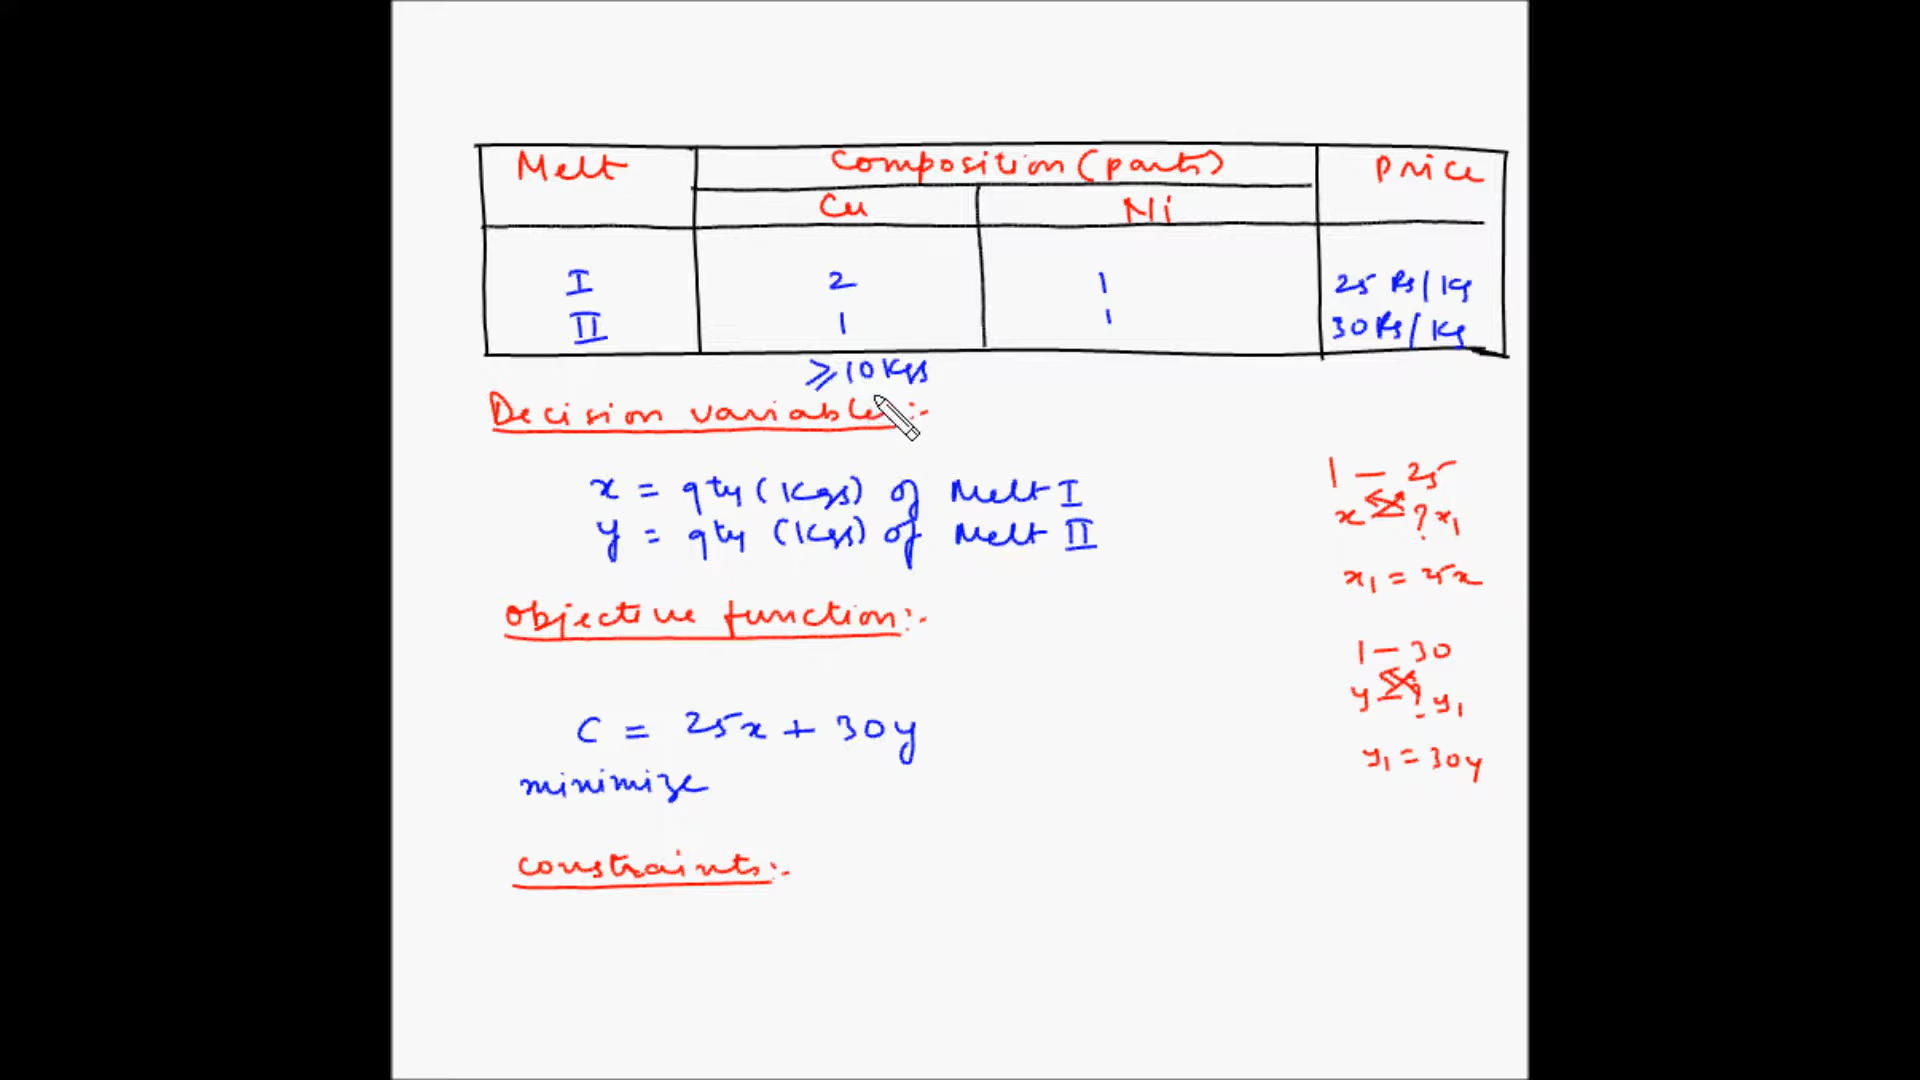 Melt Composition (parts) Price
Cu Ni
I 2 1 25 Rs/Kg
II 1 1 30 Rs/Kg
≥10 Kgs
Decision variables:-
x = qty (Kgs) of Melt I
y = qty (Kgs) of Melt II
1 — 25
x ? x₁
x₁ = 25x
Objective function:-
1 — 30
y ? y₁
C = 25x + 30y
y₁ = 30y
minimize
constraints:-